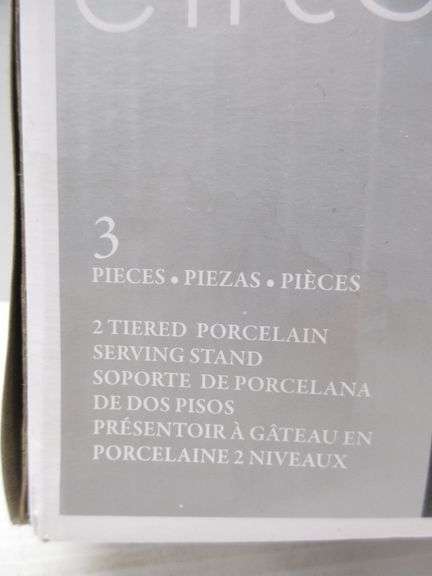 3
PIECES • PIEZAS • PIÈCES
2 TIERED PORCELAIN
SERVING STAND
SOPORTE DE PORCELANA
DE DOS PISOS
PRÉSENTOIR À GÂTEAU EN
PORCELAINE 2 NIVEAUX